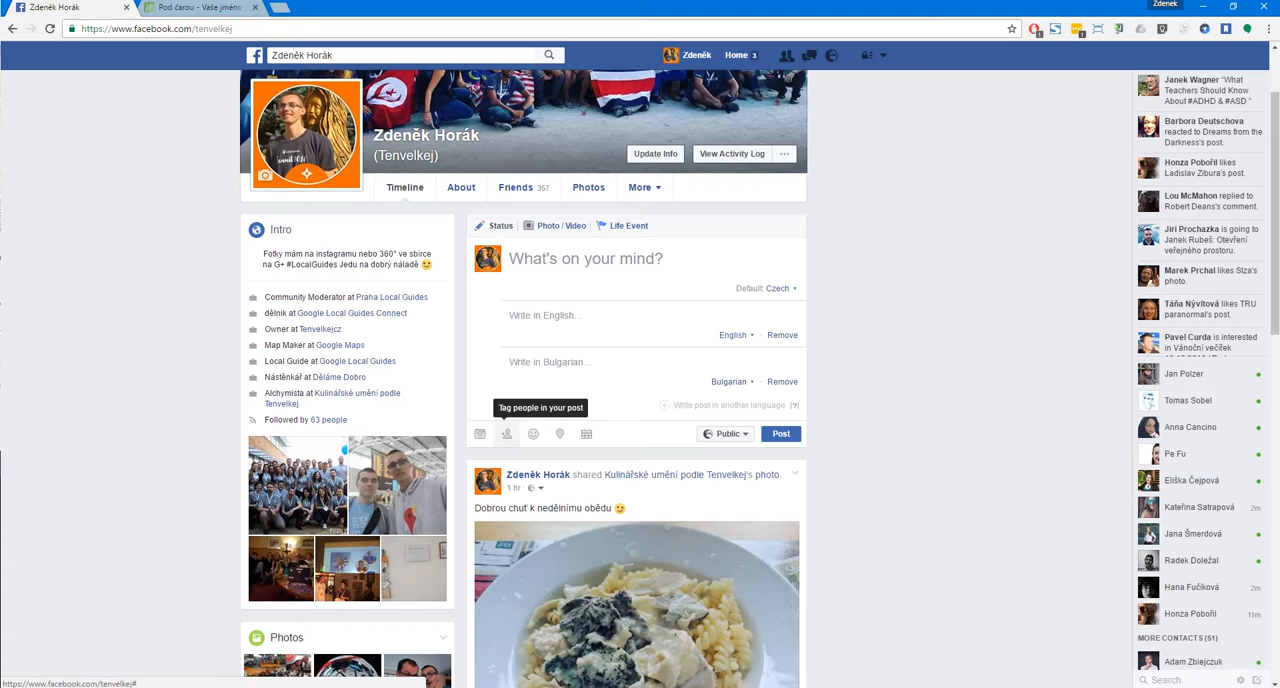 Zdeněk Horák
Pod čarou - Vaše jméno
Zdenek
https://www.facebook.com/tenvelkej
Zdeněk Horák
Zdeněk
Home 3
Zdeněk Horák
(Tenvelkej)
Update Info
View Activity Log
Timeline
About
Friends 357
Photos
More
Intro
Fotky mám na instagramu nebo 360° ve sbírce
na G+ #LocalGuides Jedu na dobrý náladě
Community Moderator at Praha Local Guides
dělník at Google Local Guides Connect
Owner at Tenvelkejcz
Map Maker at Google Maps
Local Guide at Google Local Guides
Nástěnkář at Děláme Dobro
Alchymista at Kulinářské umění podle
Tenvelkej
Followed by 63 people
Photos
Status
Photo / Video
Life Event
What's on your mind?
Default: Czech
Write in English...
English · Remove
Write in Bulgarian...
Bulgarian · Remove
Write post in another language [?]
Tag people in your post
Public
Post
Zdeněk Horák shared Kulinářské umění podle Tenvelkej's photo.
1 hr ·
Dobrou chuť k nedělnímu obědu
Janek Wagner "What
Teachers Should Know
About #ADHD & #ASD "
Barbora Deutschova
reacted to Dreams from the
Darkness's post.
Honza Pobořil likes
Ladislav Zibura's post.
Lou McMahon replied to
Robert Deans's comment.
Jiri Prochazka is going to
Janek Rubeš: Otevření
veřejného prostoru.
Marek Prchal likes Slza's
photo.
Táňa Nývltová likes TRU
paranormal's post.
Pavel Curda is interested
in Vánoční večířek
Jan Polzer
Tomas Sobel
Anna Cancino
Pe Fu
Eliška Čejpová
Kateřina Satrapová 2m
Jana Šmerdová
Radek Doležal
Hana Fučíková 2m
Honza Pobořil 11m
MORE CONTACTS (51)
Adam Zbiejczuk
Search
https://www.facebook.com/tenvelkej#